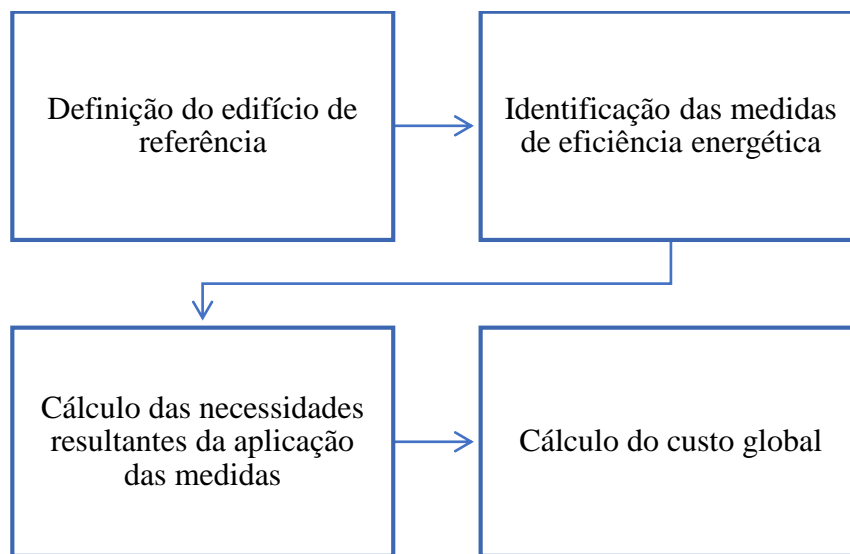 Definição do edifício de
referência
Identificação das medidas
de eficiência energética
Cálculo das necessidades
resultantes da aplicação
das medidas
Cálculo do custo global